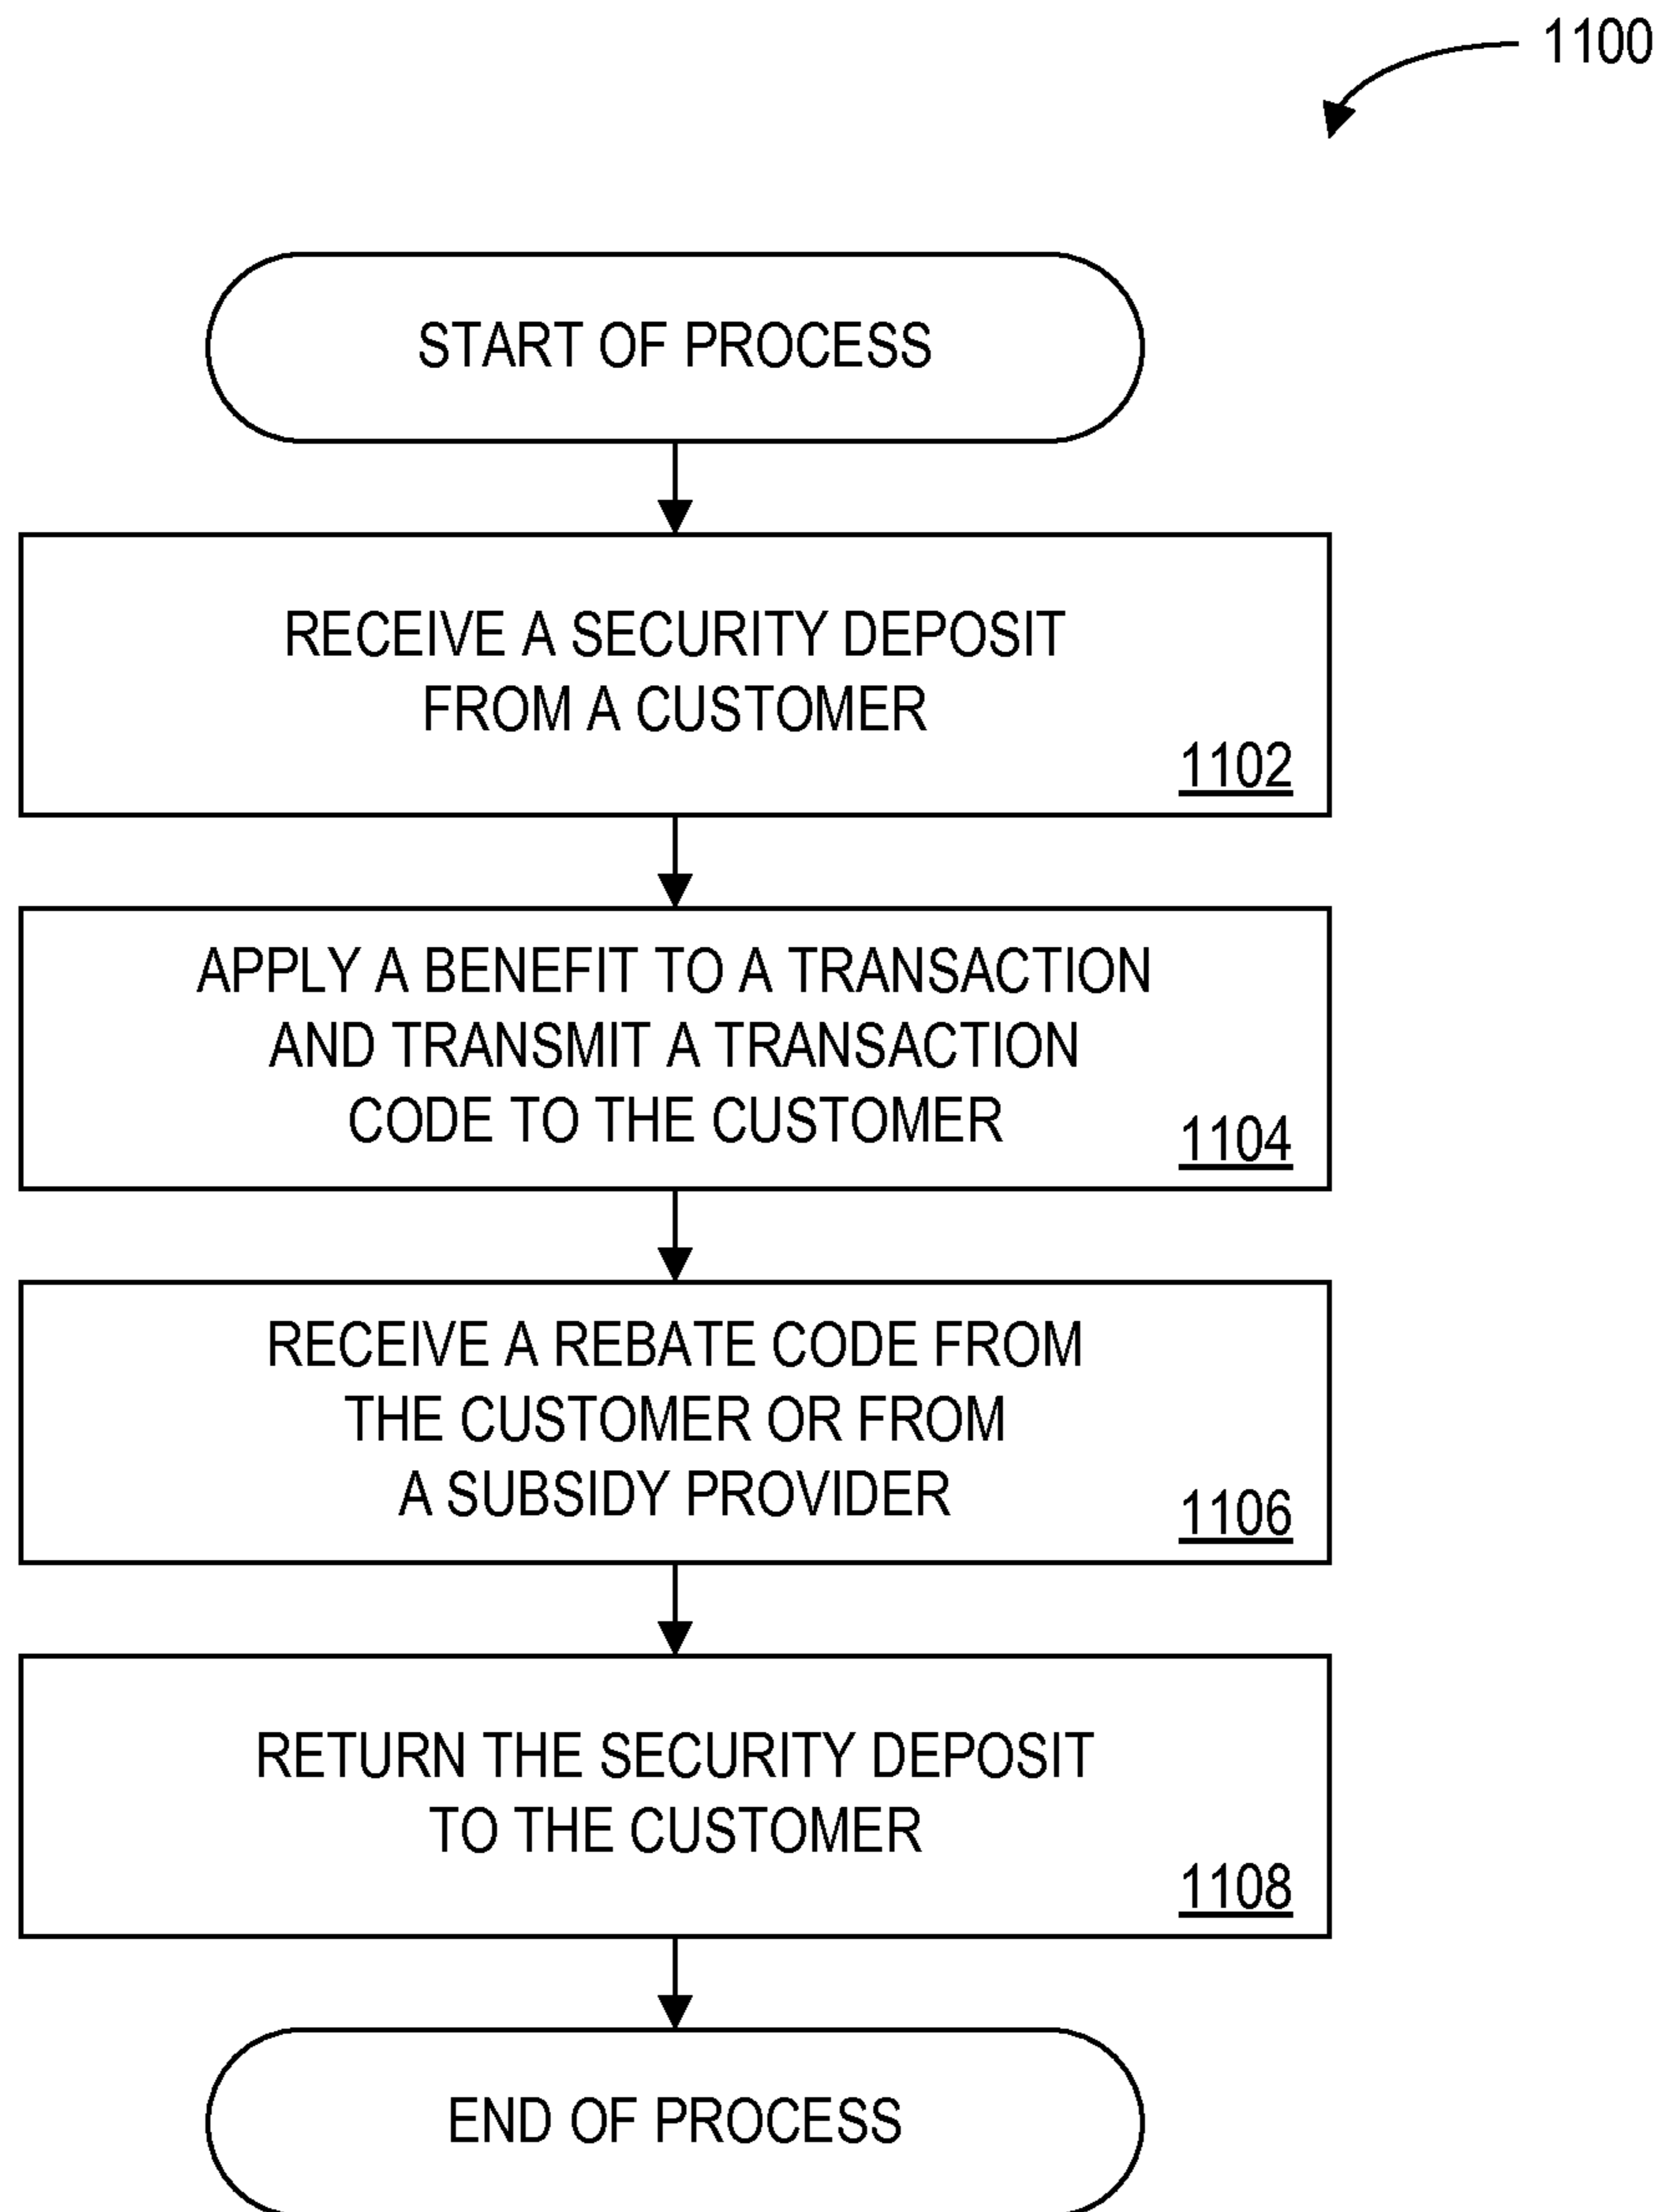 1100
START OF PROCESS
RECEIVE A SECURITY DEPOSIT
FROM A CUSTOMER
1102
APPLY A BENEFIT TO A TRANSACTION
AND TRANSMIT A TRANSACTION
CODE TO THE CUSTOMER
1104
RECEIVE A REBATE CODE FROM
THE CUSTOMER OR FROM
A SUBSIDY PROVIDER
1106
RETURN THE SECURITY DEPOSIT
TO THE CUSTOMER
1108
END OF PROCESS